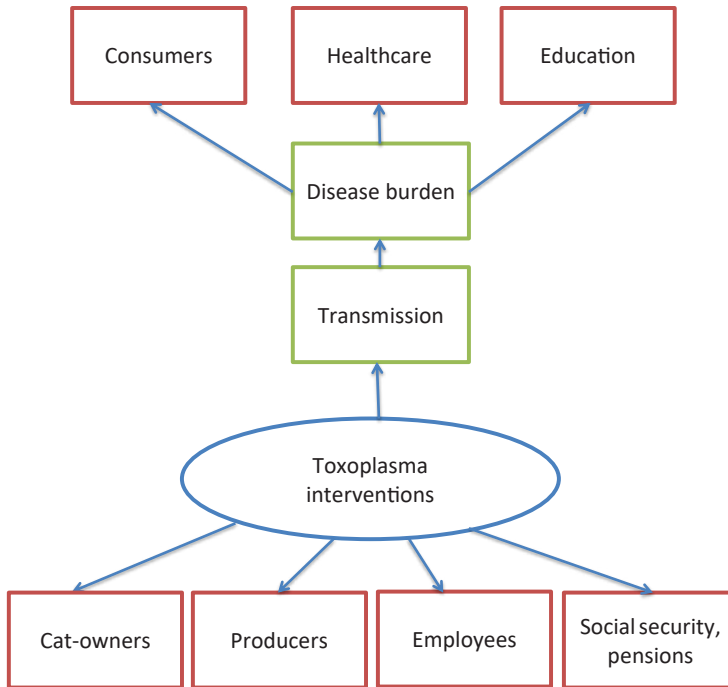 Consumers
Healthcare
Education
Disease burden
Transmission
Toxoplasma
interventions
Cat-owners
Producers
Employees
Social security,
pensions